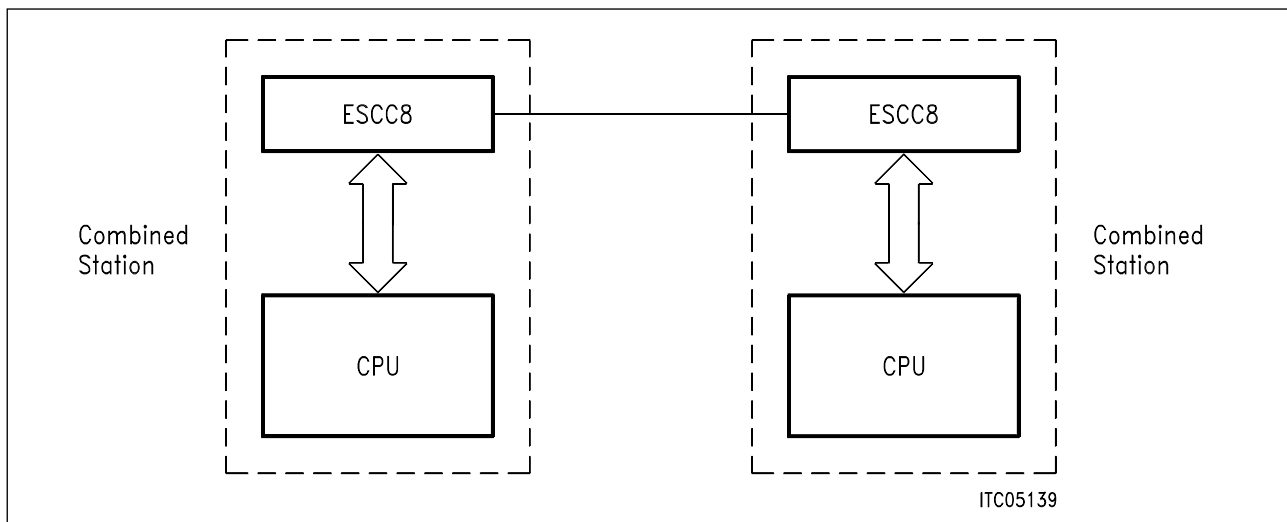 ESCC8
ESCC8
Combined
Station
Combined
Station
CPU
CPU
ITC05139